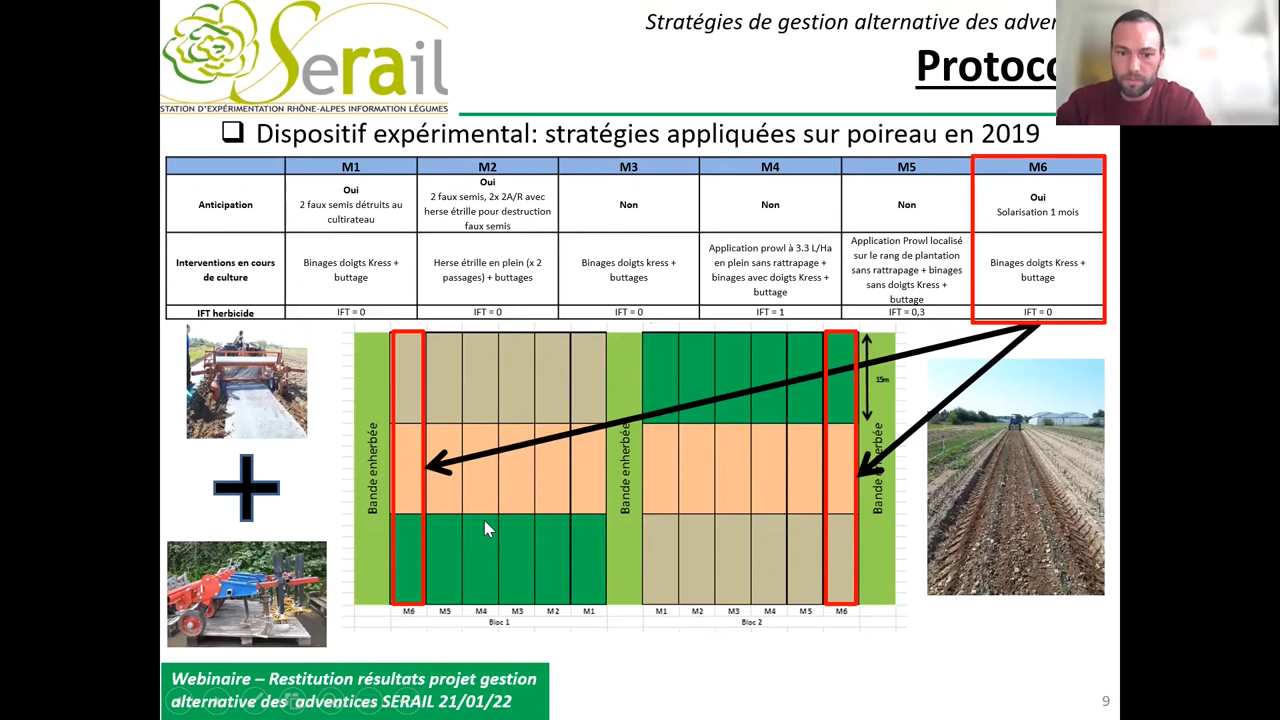 Serail
STATION D'EXPÉRIMENTATION RHÔNE-ALPES INFORMATION LÉGUMES
Stratégies de gestion alternative des
❑ Dispositif expérimental: stratégies appliquées sur poireau en 2019
M1 M2 M3 M4 M5 M6
Anticipation
Oui
2 faux semis détruits au
cultirateau
Oui
2 faux semis, 2x 2A/R avec
herse étrille pour destruction
faux semis
Non
Non
Non
Oui
Solarisation 1 mois
Interventions en cours
de culture
Binages doigts Kress +
buttage
Herse étrille en plein (x 2
passages) + buttages
Binages doigts kress +
buttages
Application prowl à 3.3 L/Ha
en plein sans rattrapage +
binages avec doigts Kress +
buttage
Application Prowl localisé
sur le rang de plantation
sans rattrapage + binages
sans doigts Kress +
buttage
Binages doigts Kress +
buttage
IFT herbicide
IFT = 0
IFT = 0
IFT = 0
IFT = 1
IFT = 0,3
IFT = 0
Bande enherbée
Bande enherbée
Bande enherbée
15m
M6 M5 M4 M3 M2 M1
M1 M2 M3 M4 M5 M6
Bloc 1
Bloc 2
Webinaire – Restitution résultats projet gestion
alternative des adventices SERAIL 21/01/22
9